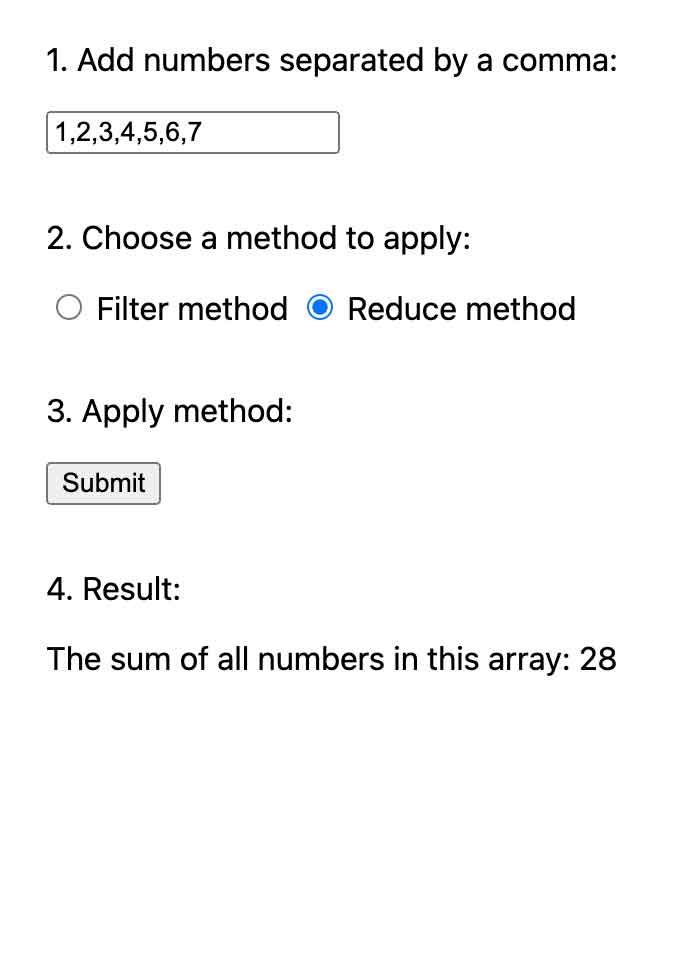 1. Add numbers separated by a comma:
1,2,3,4,5,6,7
2. Choose a method to apply:
Filter method Reduce method
3. Apply method:
Submit
4. Result:
The sum of all numbers in this array: 28